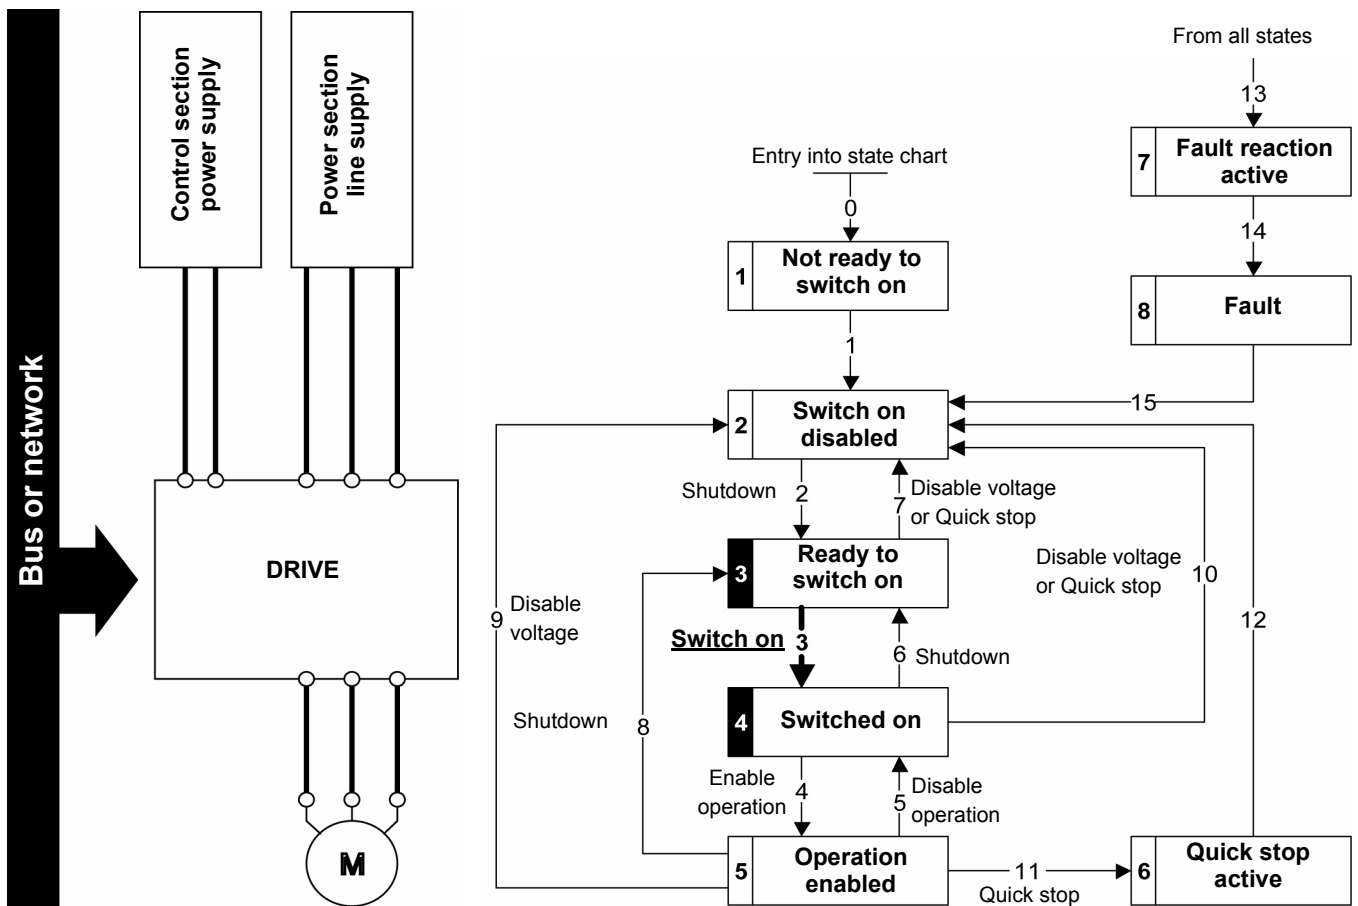 Bus or network
Control section
power supply
Power section
line supply
DRIVE
M
From all states
13
7
Fault reaction
active
14
8
Fault
15
Entry into state chart
0
1
Not ready to
switch on
1
2
Switch on
disabled
Shutdown
2
7
Disable voltage
or Quick stop
3
Ready to
switch on
Disable voltage
or Quick stop
10
12
9
Disable
voltage
Switch on
3
6
Shutdown
4
Switched on
Shutdown
8
Enable
operation
4
5
Disable
operation
5
Operation
enabled
11
Quick stop
6
Quick stop
active